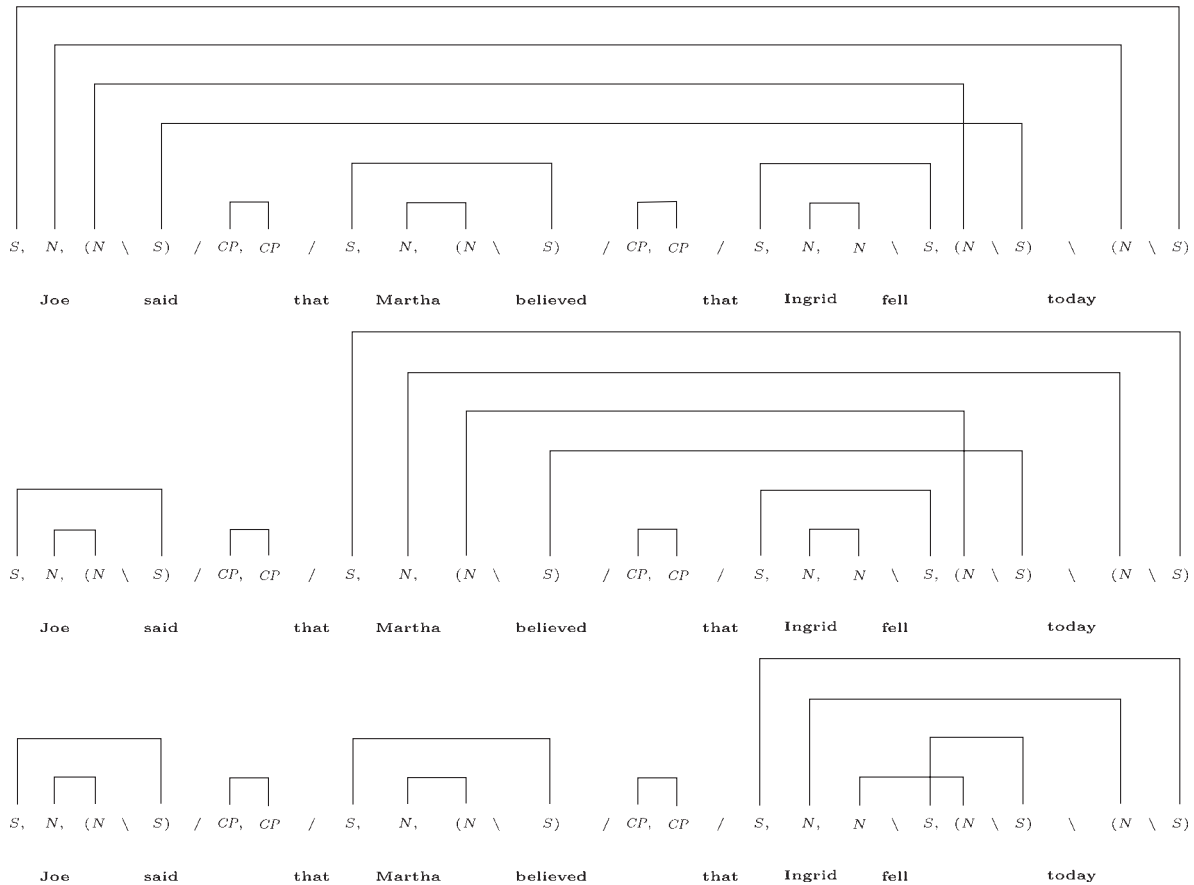 S, N, (N \ S) / CP, CP / S, N, (N \ S) / CP, CP / S, N, N \ S, (N \ S) \ (N \ S)
Joe said that Martha believed that Ingrid fell today
S, N, (N \ S) / CP, CP / S, N, (N \ S) / CP, CP / S, N, N \ S, (N \ S) \ (N \ S)
Joe said that Martha believed that Ingrid fell today
S, N, (N \ S) / CP, CP / S, N, (N \ S) / CP, CP / S, N, N \ S, (N \ S) \ (N \ S)
Joe said that Martha believed that Ingrid fell today